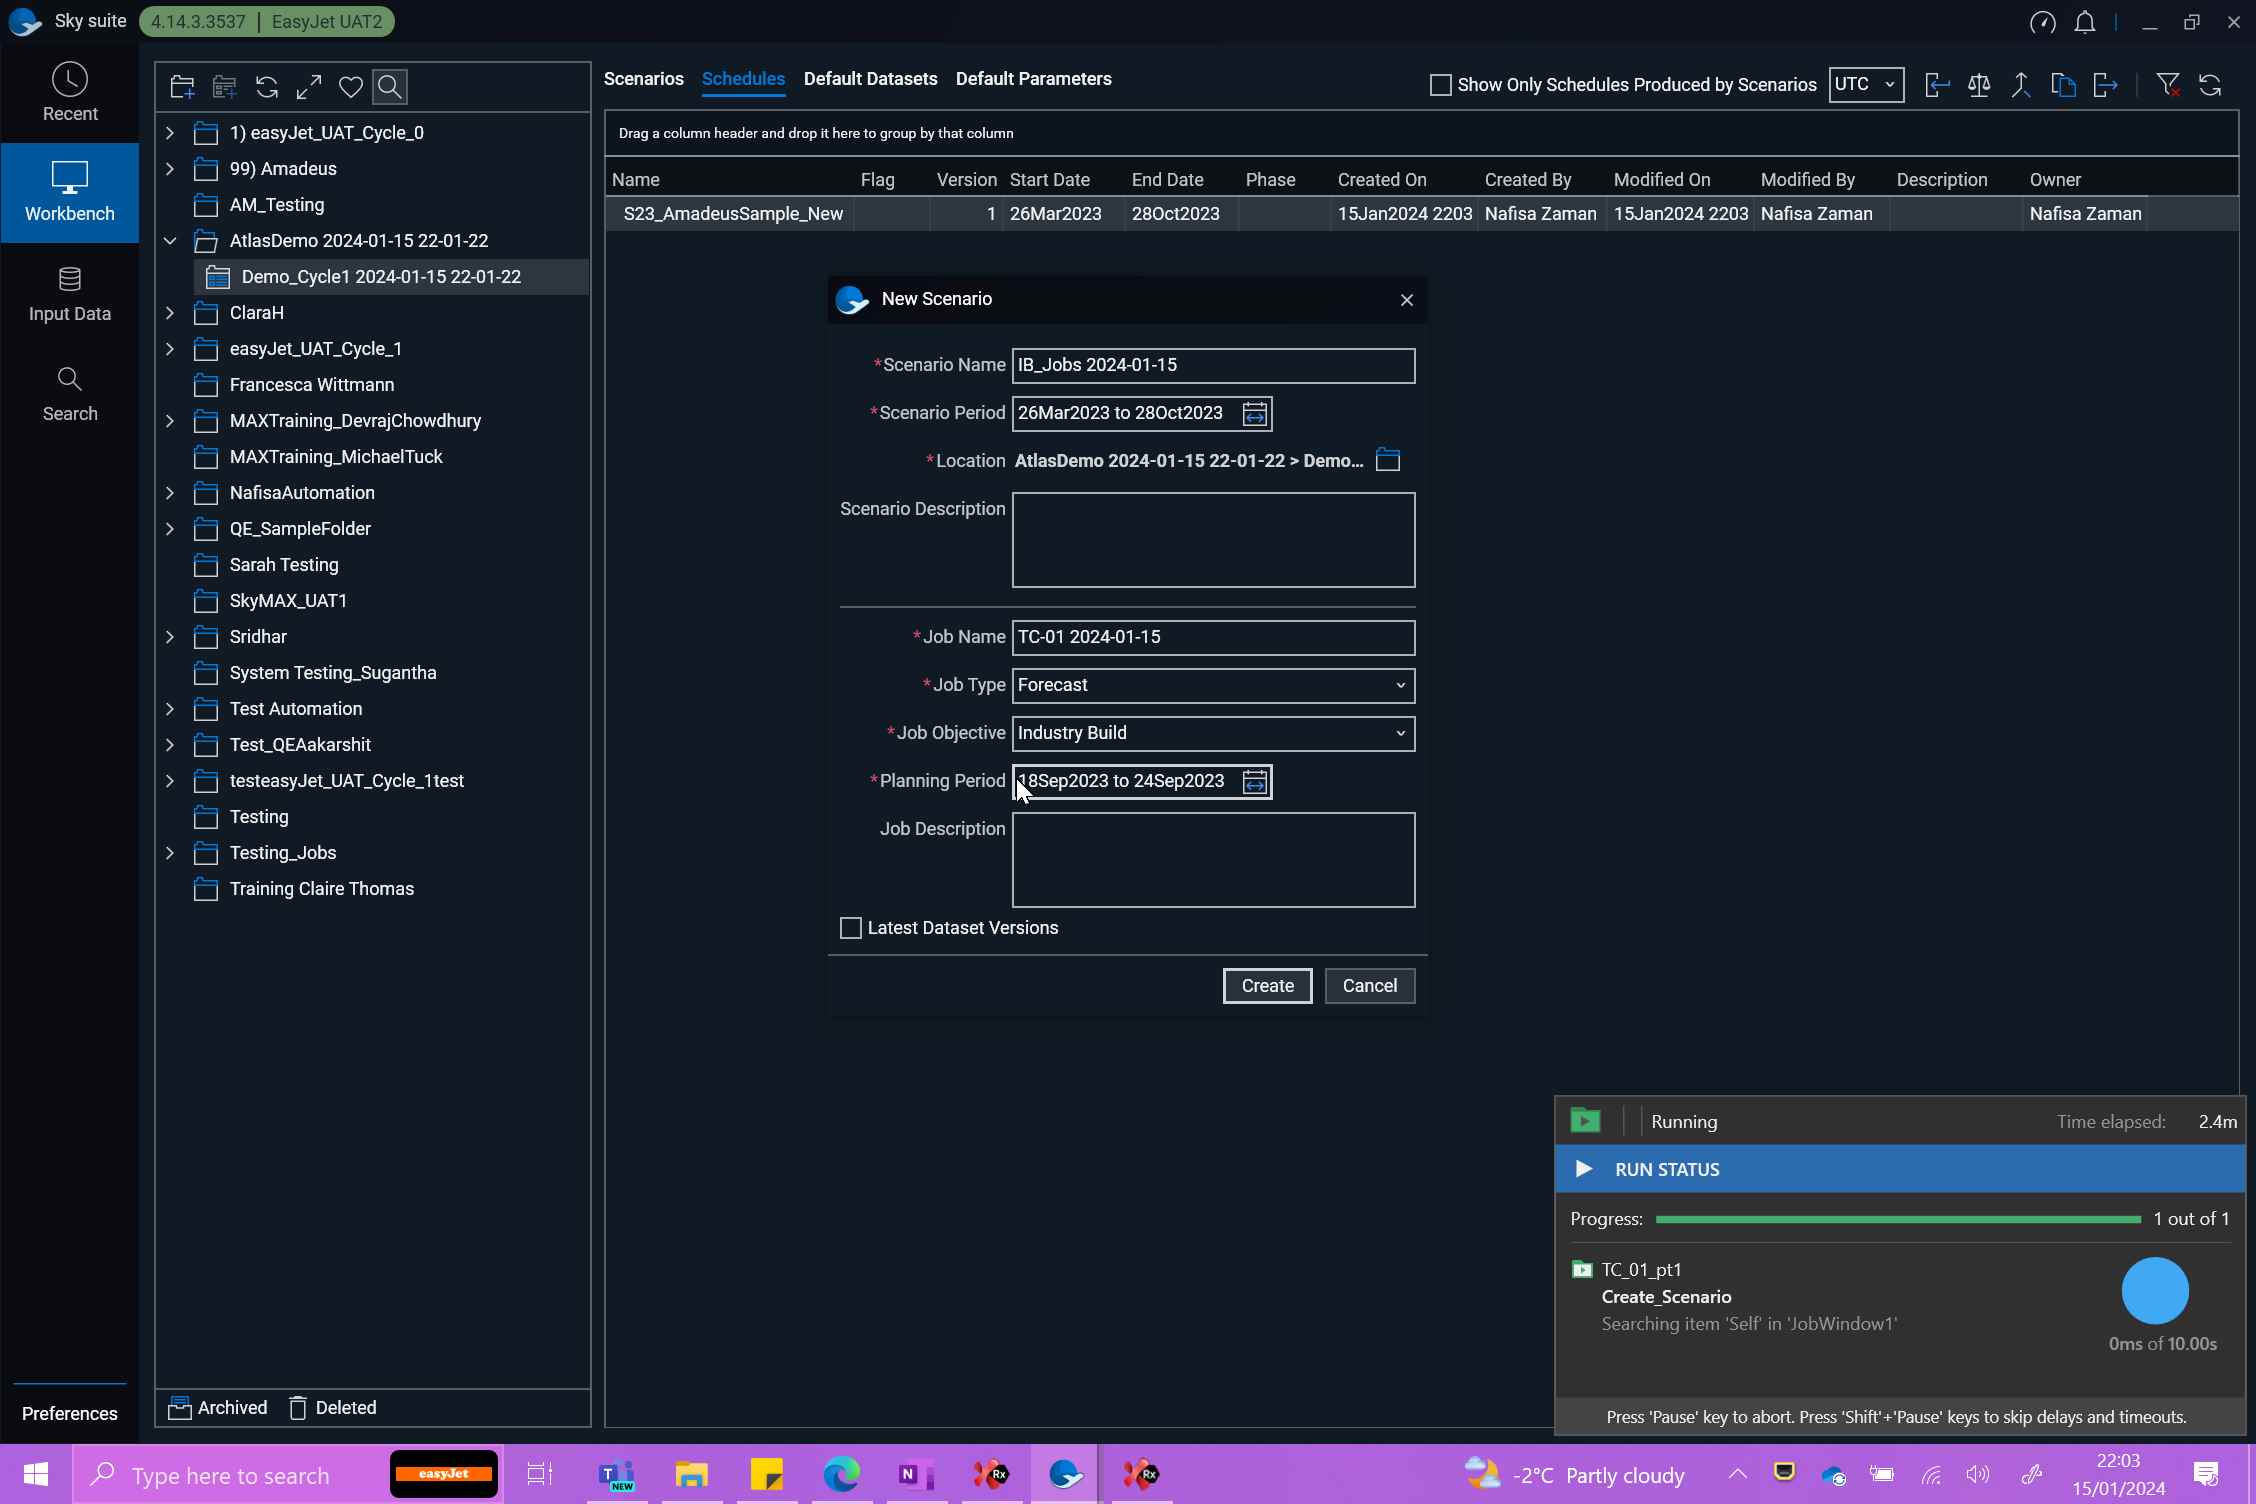 Sky suite
4.14.3.3537 | EasyJet UAT2
Recent
Workbench
Input Data
Search
Preferences
1) easyJet_UAT_Cycle_0
99) Amadeus
AM_Testing
AtlasDemo 2024-01-15 22-01-22
Demo_Cycle1 2024-01-15 22-01-22
ClaraH
easyJet_UAT_Cycle_1
Francesca Wittmann
MAXTraining_DevrajChowdhury
MAXTraining_MichaelTuck
NafisaAutomation
QE_SampleFolder
Sarah Testing
SkyMAX_UAT1
Sridhar
System Testing_Sugantha
Test Automation
Test_QEAakarshit
testeasyJet_UAT_Cycle_1test
Testing
Testing_Jobs
Training Claire Thomas
Archived Deleted
Scenarios Schedules Default Datasets Default Parameters
Show Only Schedules Produced by Scenarios UTC
Drag a column header and drop it here to group by that column
Name Flag Version Start Date End Date Phase Created On Created By Modified On Modified By Description Owner
S23_AmadeusSample_New 1 26Mar2023 28Oct2023 15Jan2024 2203 Nafisa Zaman 15Jan2024 2203 Nafisa Zaman Nafisa Zaman
New Scenario
*Scenario Name IB_Jobs 2024-01-15
*Scenario Period 26Mar2023 to 28Oct2023
*Location AtlasDemo 2024-01-15 22-01-22 > Demo...
Scenario Description
*Job Name TC-01 2024-01-15
*Job Type Forecast
*Job Objective Industry Build
*Planning Period 18Sep2023 to 24Sep2023
Job Description
Latest Dataset Versions
Create Cancel
Running Time elapsed: 2.4m
RUN STATUS
Progress: 1 out of 1
TC_01_pt1
Create_Scenario
Searching item 'Self' in 'JobWindow1'
0ms of 10.00s
Press 'Pause' key to abort. Press 'Shift'+'Pause' keys to skip delays and timeouts.
Type here to search
easyJet
T
NEW
N
Rx
Rx
-2°C Partly cloudy
22:03
15/01/2024